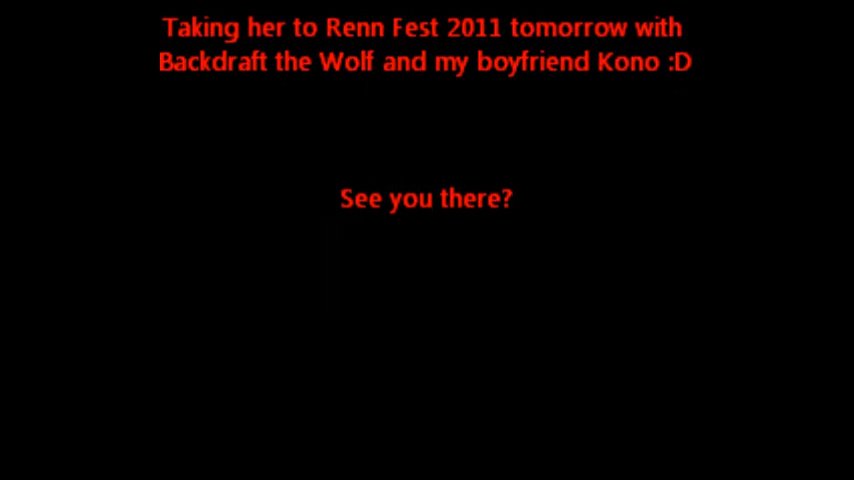 Taking her to Renn Fest 2011 tomorrow with
Backdraft the Wolf and my boyfriend Kono :D
See you there?